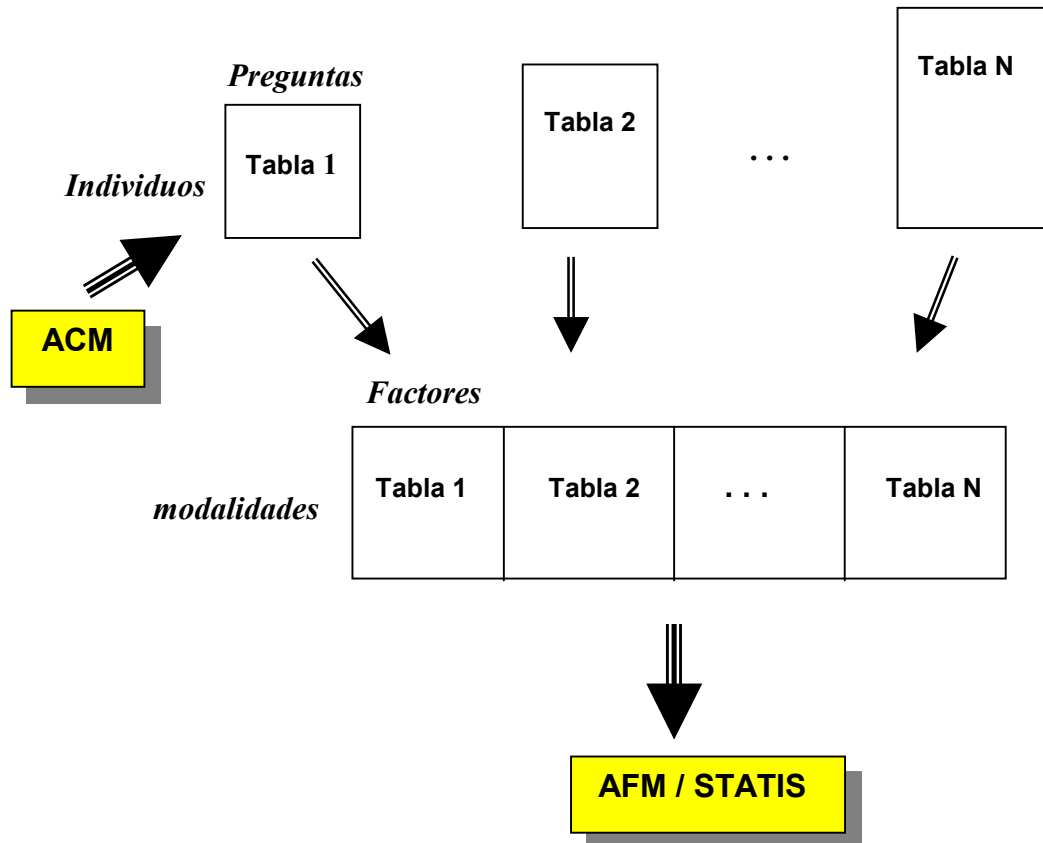 Preguntas
Tabla 1
Tabla 2
. . .
Tabla N
Individuos
ACM
Factores
modalidades
Tabla 1
Tabla 2
. . .
Tabla N
AFM / STATIS